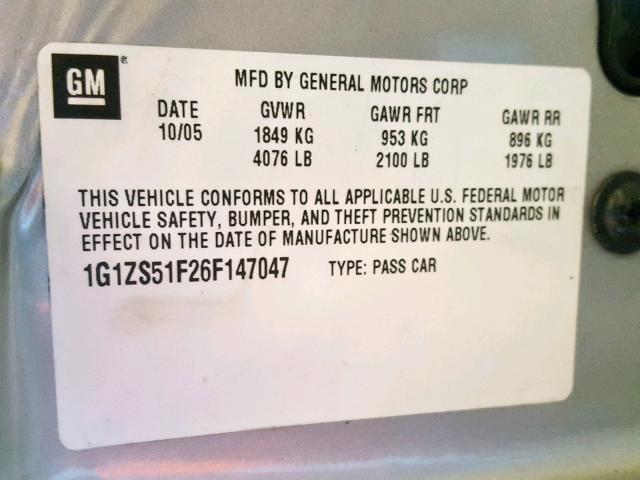 GM®
MFD BY GENERAL MOTORS CORP
DATE GVWR GAWR FRT GAWR RR
10/05 1849 KG 953 KG 896 KG
4076 LB 2100 LB 1976 LB
THIS VEHICLE CONFORMS TO ALL APPLICABLE U.S. FEDERAL MOTOR
VEHICLE SAFETY, BUMPER, AND THEFT PREVENTION STANDARDS IN
EFFECT ON THE DATE OF MANUFACTURE SHOWN ABOVE.
1G1ZS51F26F147047 TYPE: PASS CAR